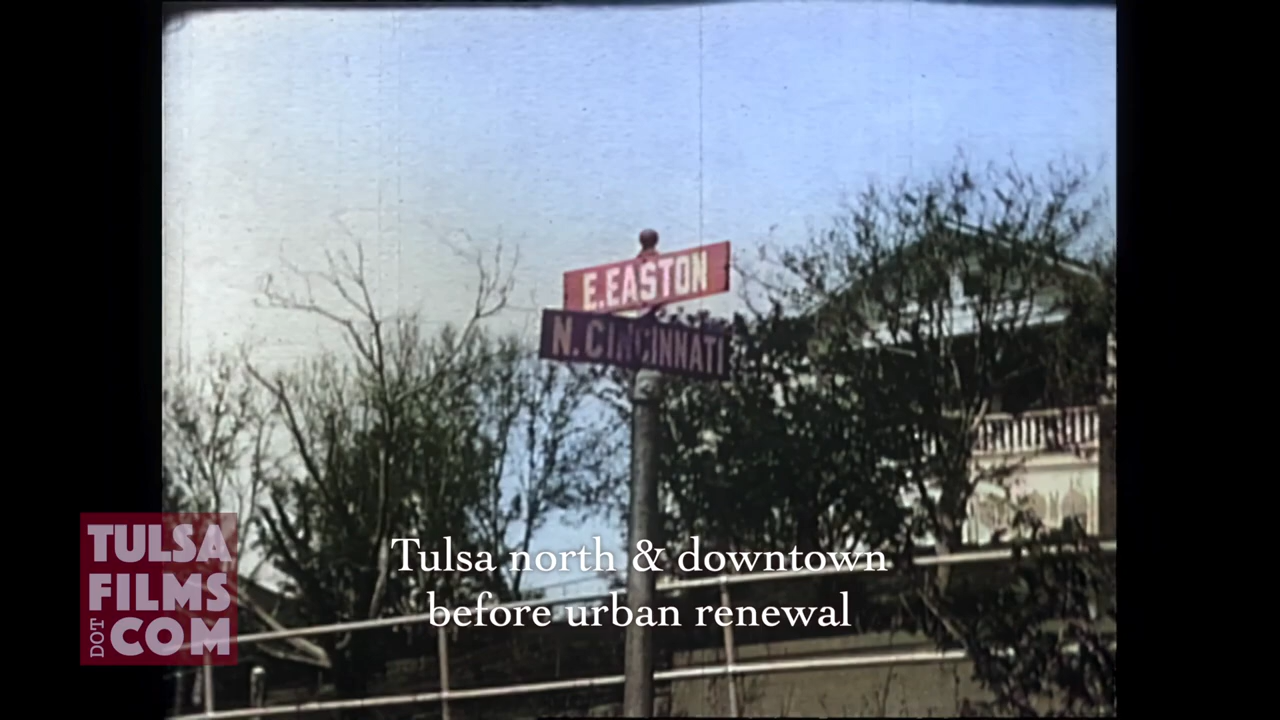 E.EASTON
N. CINCINNATI
Tulsa north & downtown
before urban renewal
TULSA
FILMS
DOT COM